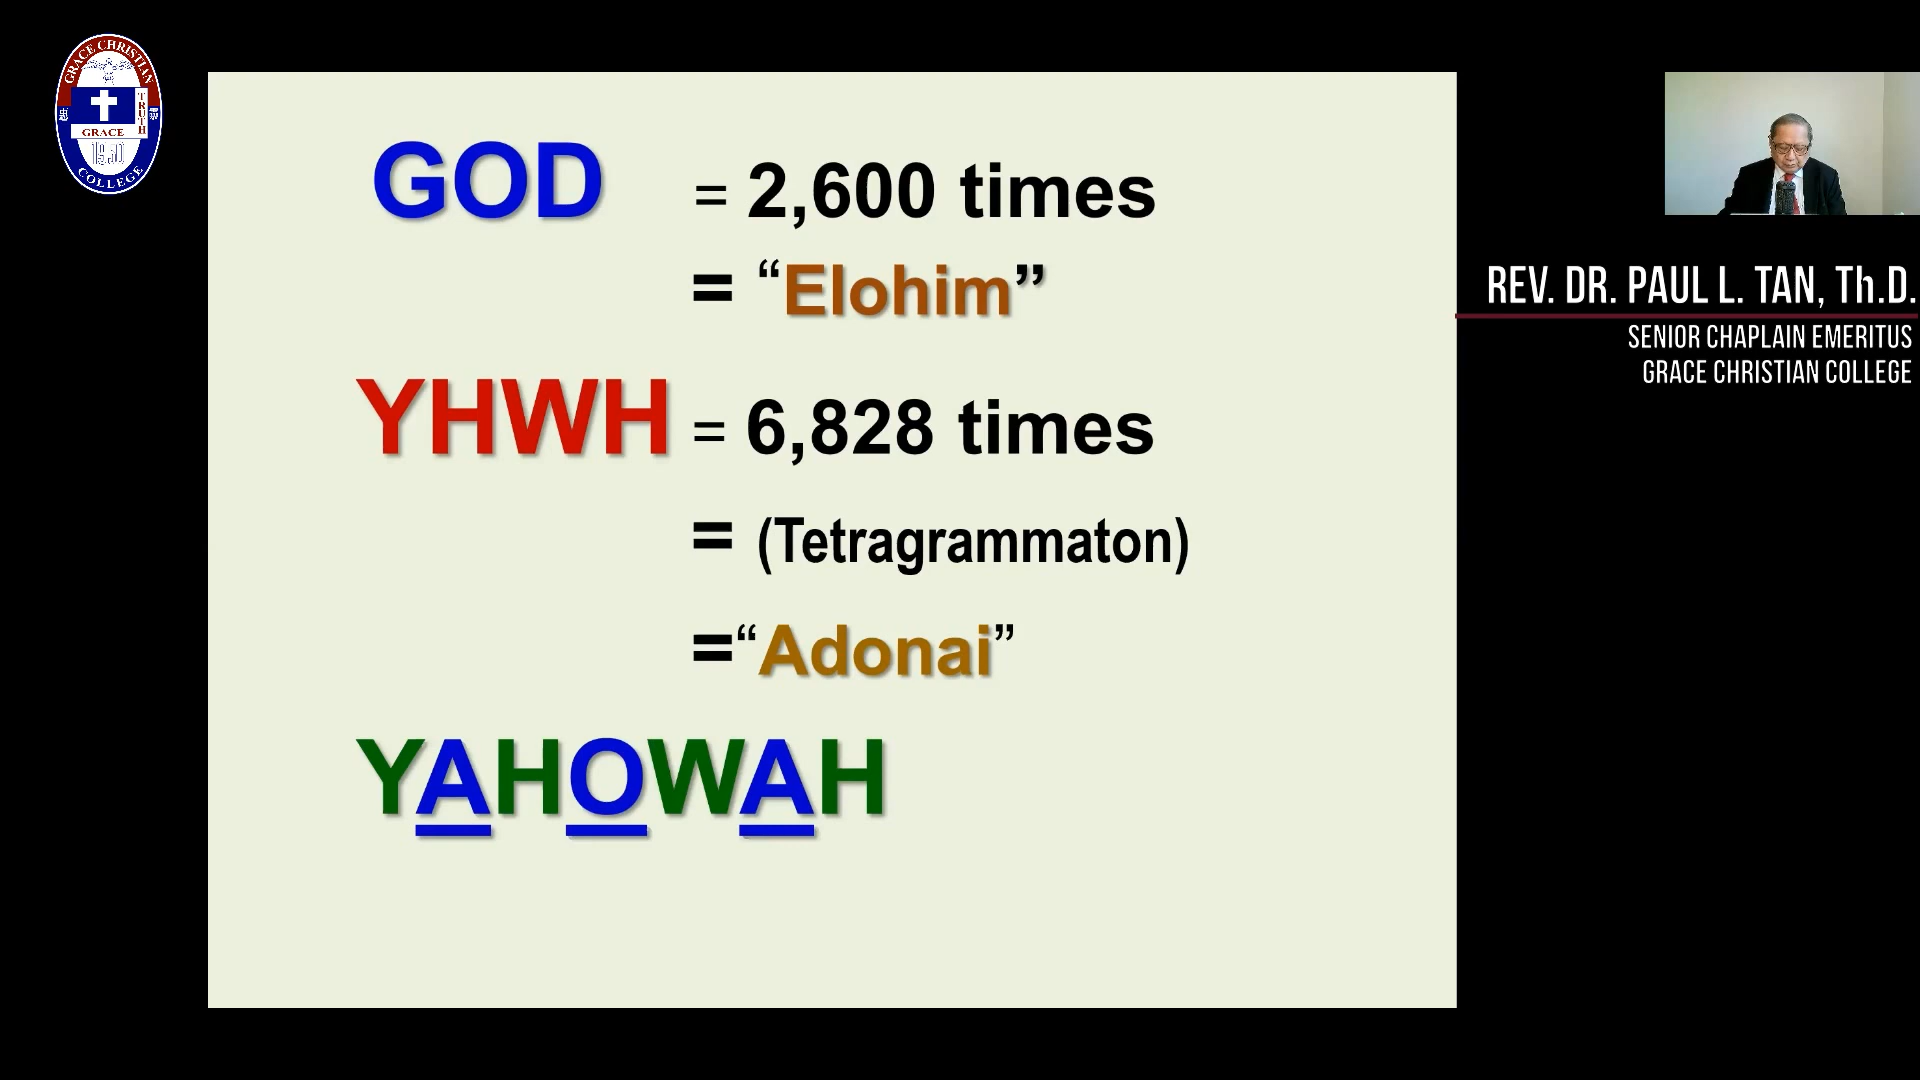 GRACE CHRISTIAN
TRUTH
GRACE
1950
COLLEGE
GOD = 2,600 times
= “Elohim”
YHWH = 6,828 times
= (Tetragrammaton)
=“Adonai”
YAHOWAH
REV. DR. PAUL L. TAN, Th.D.
SENIOR CHAPLAIN EMERITUS
GRACE CHRISTIAN COLLEGE